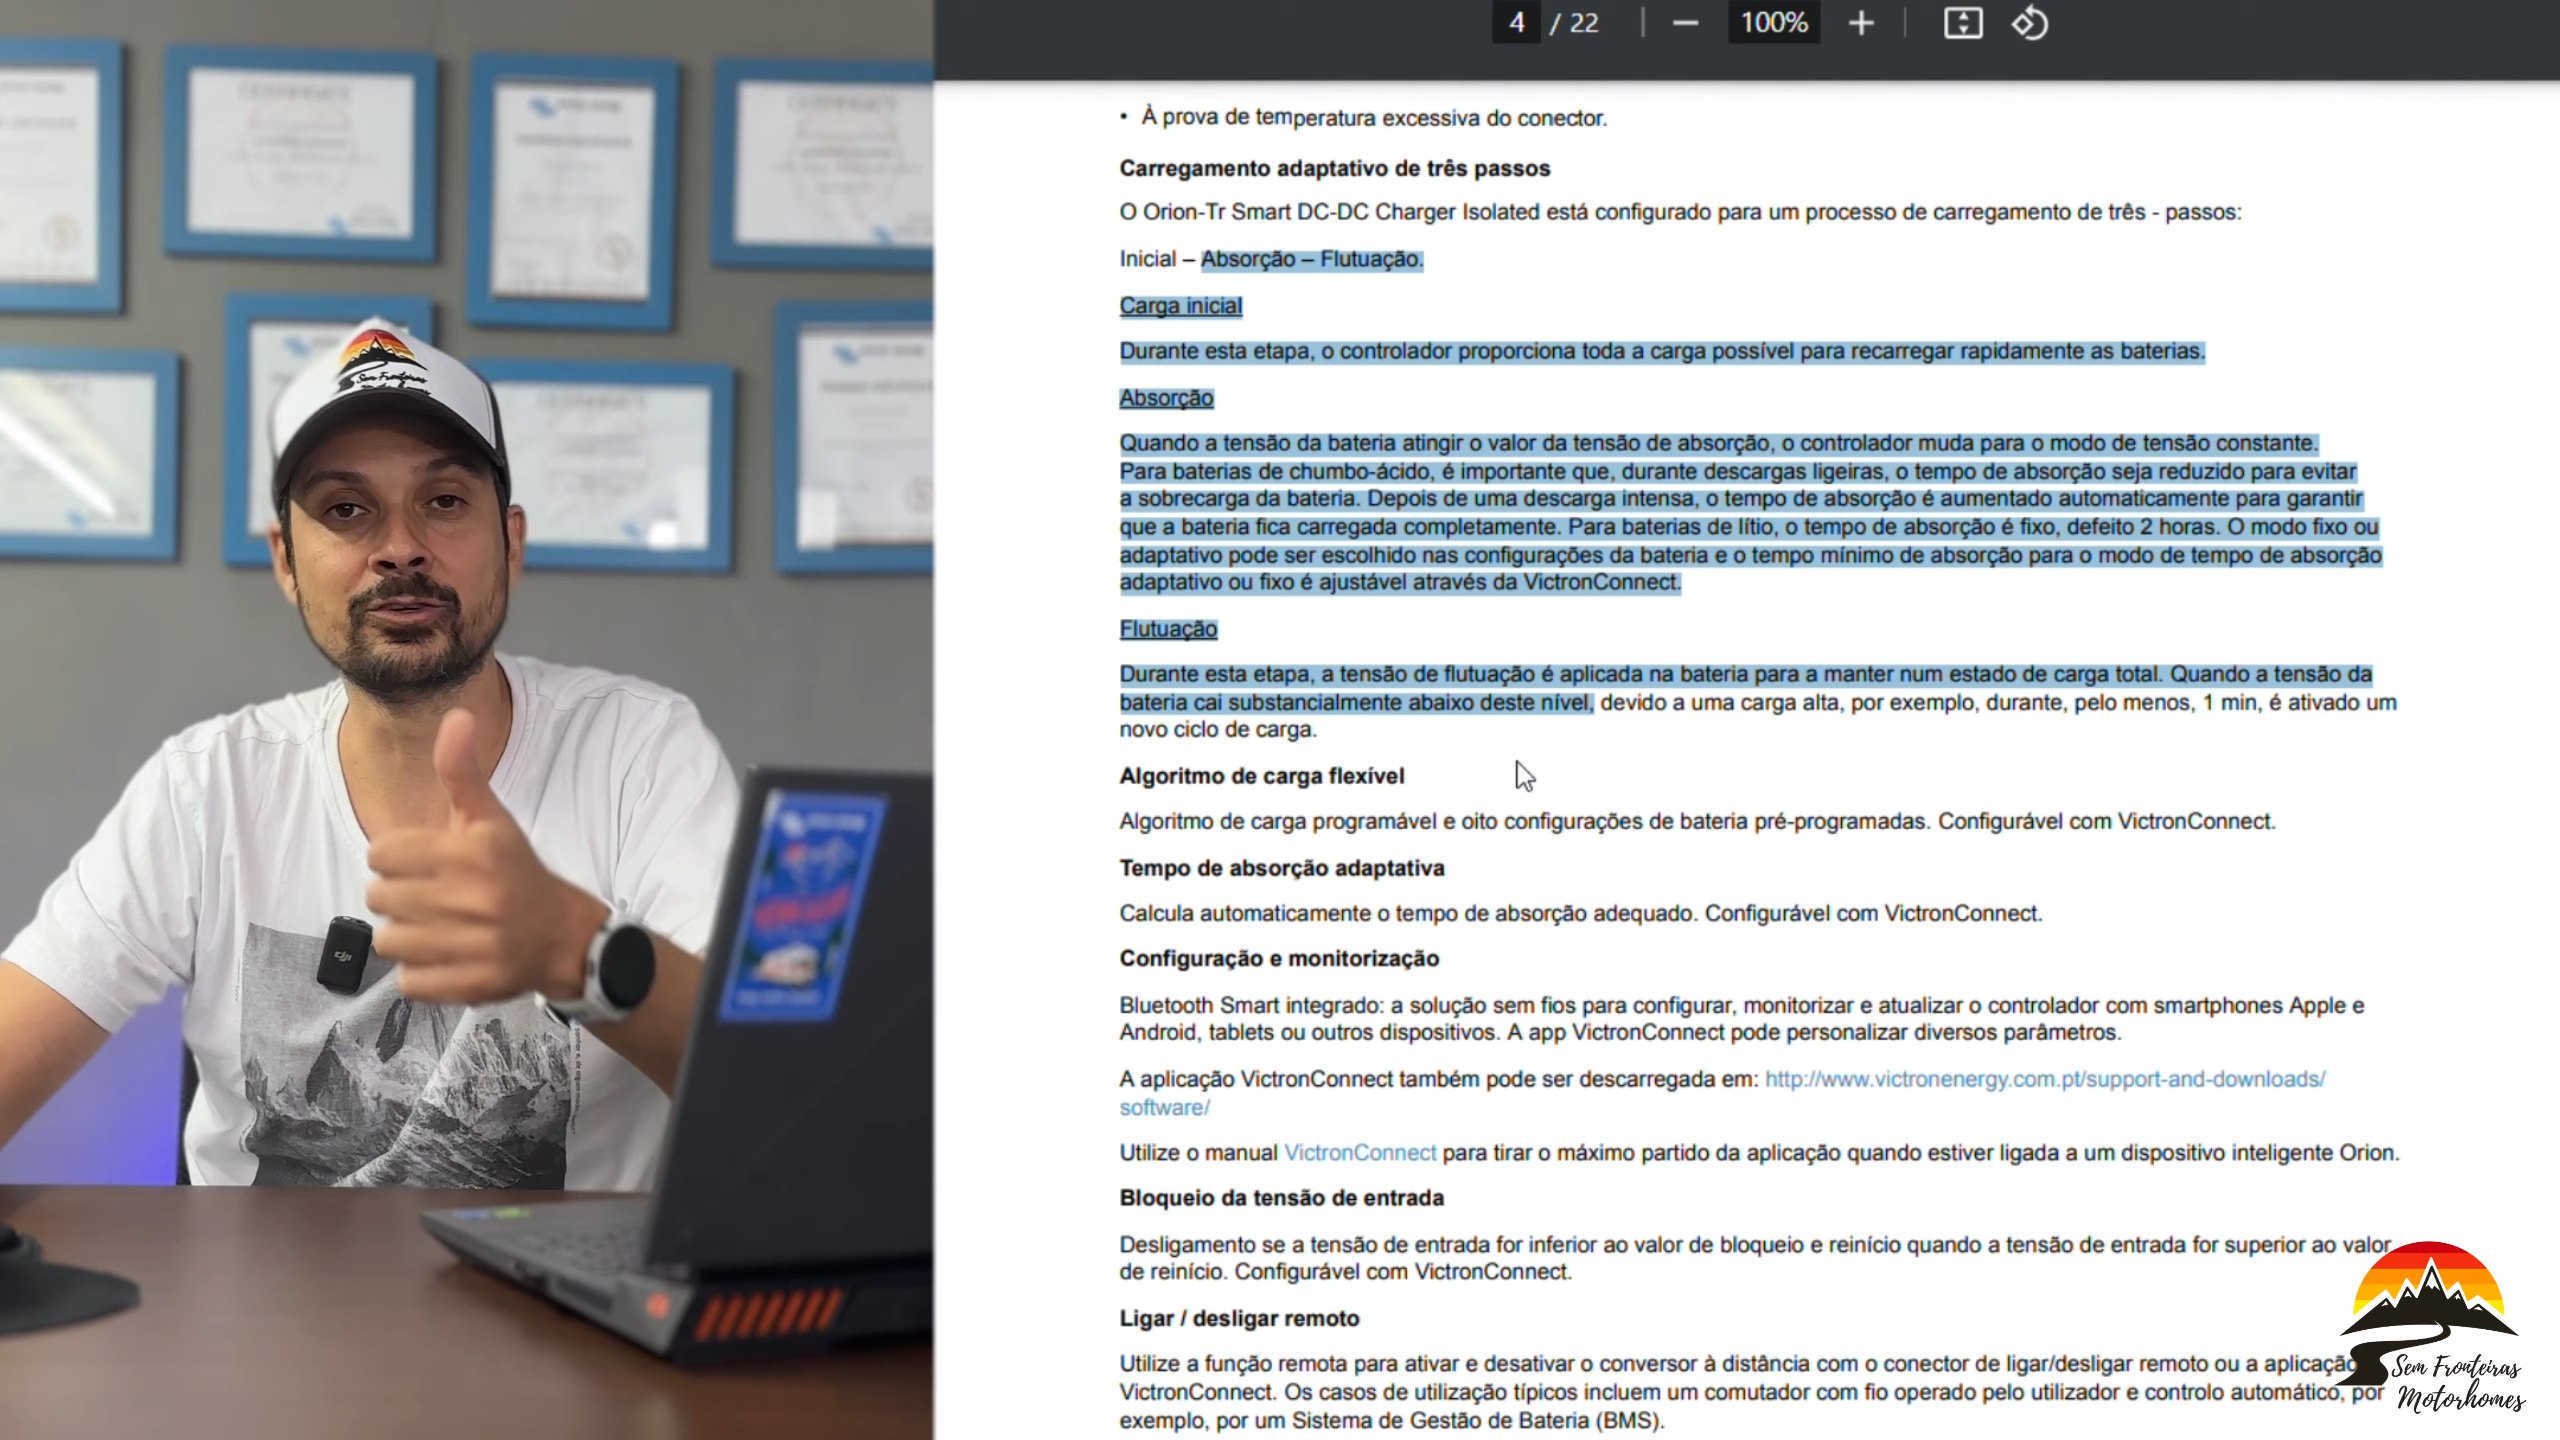 4 / 22
100%
• À prova de temperatura excessiva do conector.
Carregamento adaptativo de três passos
O Orion-Tr Smart DC-DC Charger Isolated está configurado para um processo de carregamento de três - passos:
Inicial – Absorção – Flutuação.
Carga inicial
Durante esta etapa, o controlador proporciona toda a carga possível para recarregar rapidamente as baterias.
Absorção
Quando a tensão da bateria atingir o valor da tensão de absorção, o controlador muda para o modo de tensão constante.
Para baterias de chumbo-ácido, é importante que, durante descargas ligeiras, o tempo de absorção seja reduzido para evitar
a sobrecarga da bateria. Depois de uma descarga intensa, o tempo de absorção é aumentado automaticamente para garantir
que a bateria fica carregada completamente. Para baterias de lítio, o tempo de absorção é fixo, defeito 2 horas. O modo fixo ou
adaptativo pode ser escolhido nas configurações da bateria e o tempo mínimo de absorção para o modo de tempo de absorção
adaptativo ou fixo é ajustável através da VictronConnect.
Flutuação
Durante esta etapa, a tensão de flutuação é aplicada na bateria para a manter num estado de carga total. Quando a tensão da
bateria cai substancialmente abaixo deste nível, devido a uma carga alta, por exemplo, durante, pelo menos, 1 min, é ativado um
novo ciclo de carga.
Algoritmo de carga flexível
Algoritmo de carga programável e oito configurações de bateria pré-programadas. Configurável com VictronConnect.
Tempo de absorção adaptativa
Calcula automaticamente o tempo de absorção adequado. Configurável com VictronConnect.
Configuração e monitorização
Bluetooth Smart integrado: a solução sem fios para configurar, monitorizar e atualizar o controlador com smartphones Apple e
Android, tablets ou outros dispositivos. A app VictronConnect pode personalizar diversos parâmetros.
A aplicação VictronConnect também pode ser descarregada em: http://www.victronenergy.com.pt/support-and-downloads/
software/
Utilize o manual VictronConnect para tirar o máximo partido da aplicação quando estiver ligada a um dispositivo inteligente Orion.
Bloqueio da tensão de entrada
Desligamento se a tensão de entrada for inferior ao valor de bloqueio e reinício quando a tensão de entrada for superior ao valor
de reinício. Configurável com VictronConnect.
Ligar / desligar remoto
Utilize a função remota para ativar e desativar o conversor à distância com o conector de ligar/desligar remoto ou a aplicação
VictronConnect. Os casos de utilização típicos incluem um comutador com fio operado pelo utilizador e controlo automático, por
exemplo, por um Sistema de Gestão de Bateria (BMS).
Sem Fronteiras
Motorhomes
Sem Fronteiras
dji